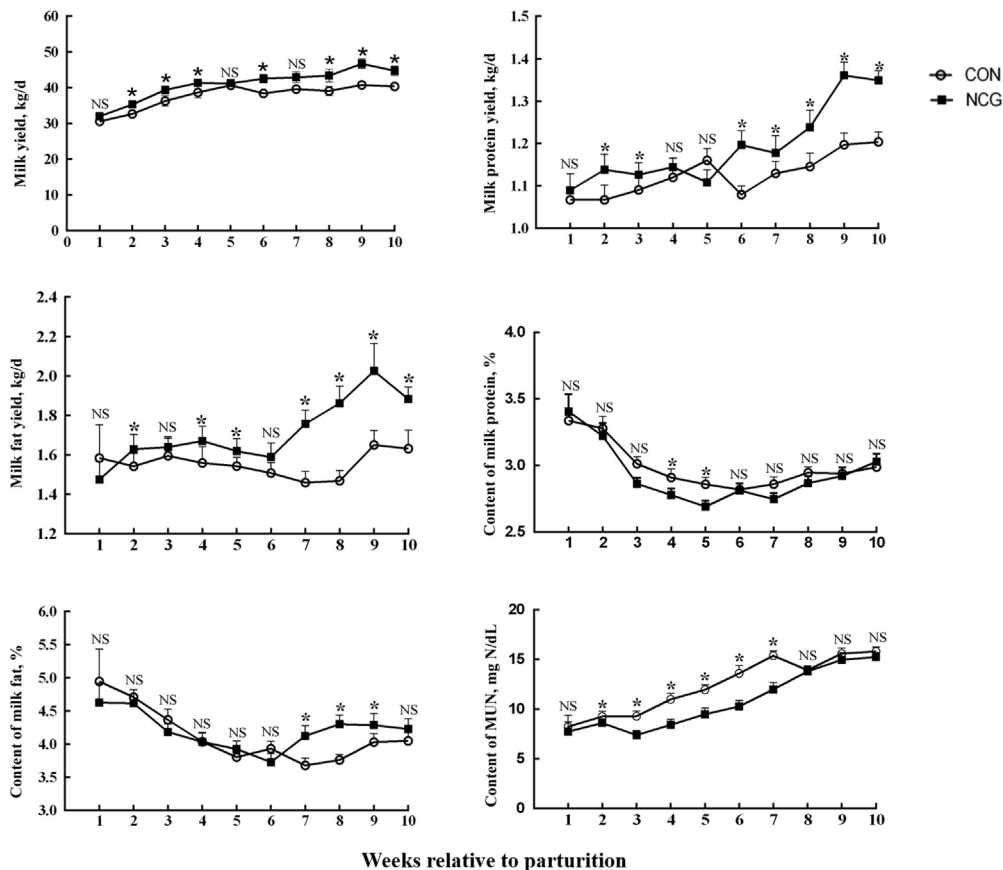 Milk yield, kg/d
60
50
40
30
20
10
0
NS * * * NS * NS * * *
0 1 2 3 4 5 6 7 8 9 10
Milk protein yield, kg/d
1.5
1.4
1.3
1.2
1.1
1.0
NS * * NS NS * * * * *
1 2 3 4 5 6 7 8 9 10
CON
NCG
Milk fat yield, kg/d
2.4
2.2
2.0
1.8
1.6
1.4
1.2
NS * NS * * NS * * * *
1 2 3 4 5 6 7 8 9 10
Content of milk protein, %
4.0
3.5
3.0
2.5
NS NS NS * * NS NS NS NS NS
1 2 3 4 5 6 7 8 9 10
Content of milk fat, %
6.0
5.5
5.0
4.5
4.0
3.5
3.0
NS NS NS NS NS NS * * * NS
1 2 3 4 5 6 7 8 9 10
Content of MUN, mg N/dL
20
15
10
5
0
NS * * * * * * NS NS NS
1 2 3 4 5 6 7 8 9 10
Weeks relative to parturition